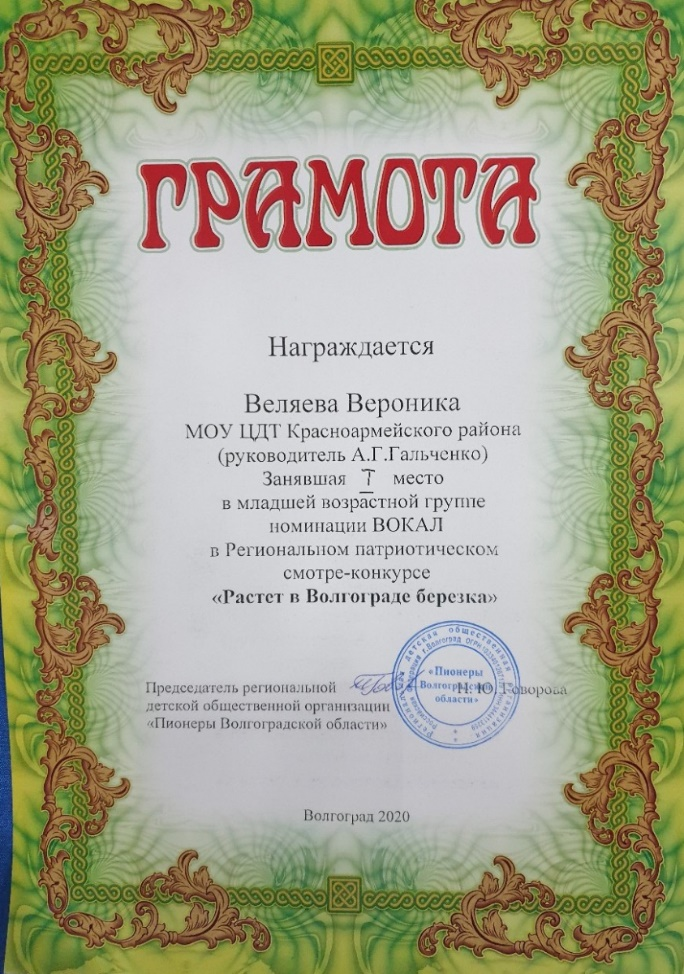 ГРАМОТА
Награждается
Веляева Вероника
МОУ ЦДТ Красноармейского района
(руководитель А.Г.Гальченко)
Занявшая I место
в младшей возрастной группе
номинации ВОКАЛ
в Региональном патриотическом
смотре-конкурсе
«Растет в Волгограде березка»
Председатель региональной Н. Ю. Говорова
детской общественной организации
«Пионеры Волгоградской области»
детская общественная
«Пионеры
Волгоградской
области»
Волгоград 2020